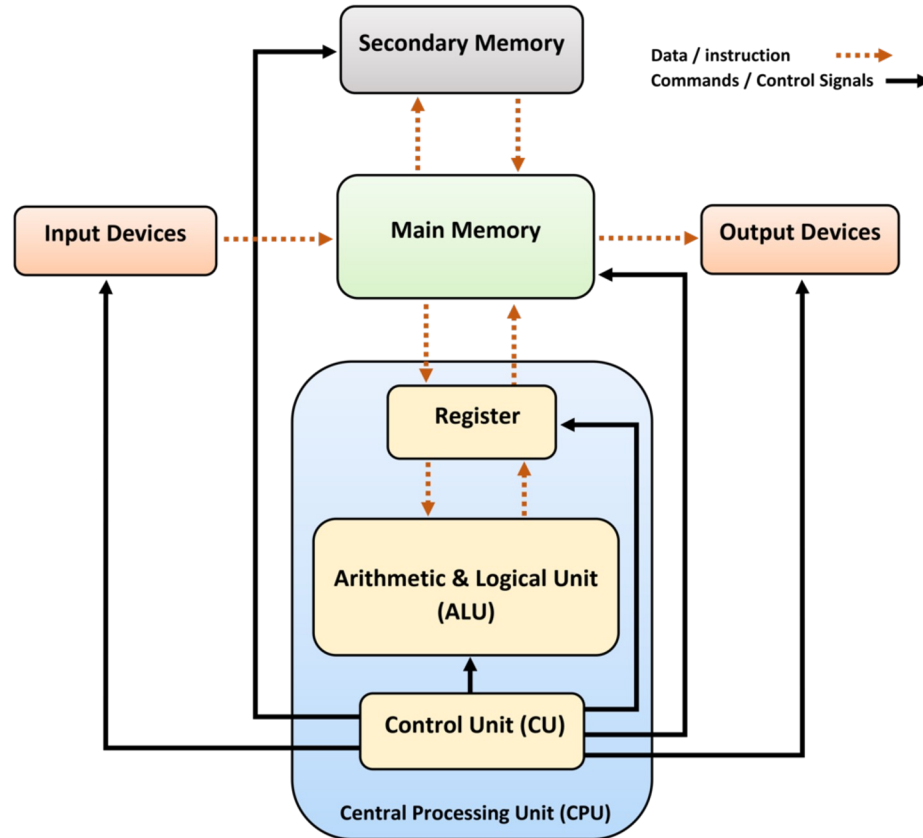 Secondary Memory
Data / instruction
Commands / Control Signals
Input Devices
Main Memory
Output Devices
Register
Arithmetic & Logical Unit
(ALU)
Control Unit (CU)
Central Processing Unit (CPU)